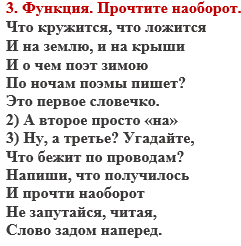 3. Функция. Прочтите наоборот.
Что кружится, что ложится
И на землю, и на крыши
И о чем поэт зимою
По ночам поэмы пишет?
Это первое словечко.
2) А второе просто «на»
3) Ну, а третье? Угадайте,
Что бежит по проводам?
Напиши, что получилось
И прочти наоборот
Не запутайся, читая,
Слово задом наперед.